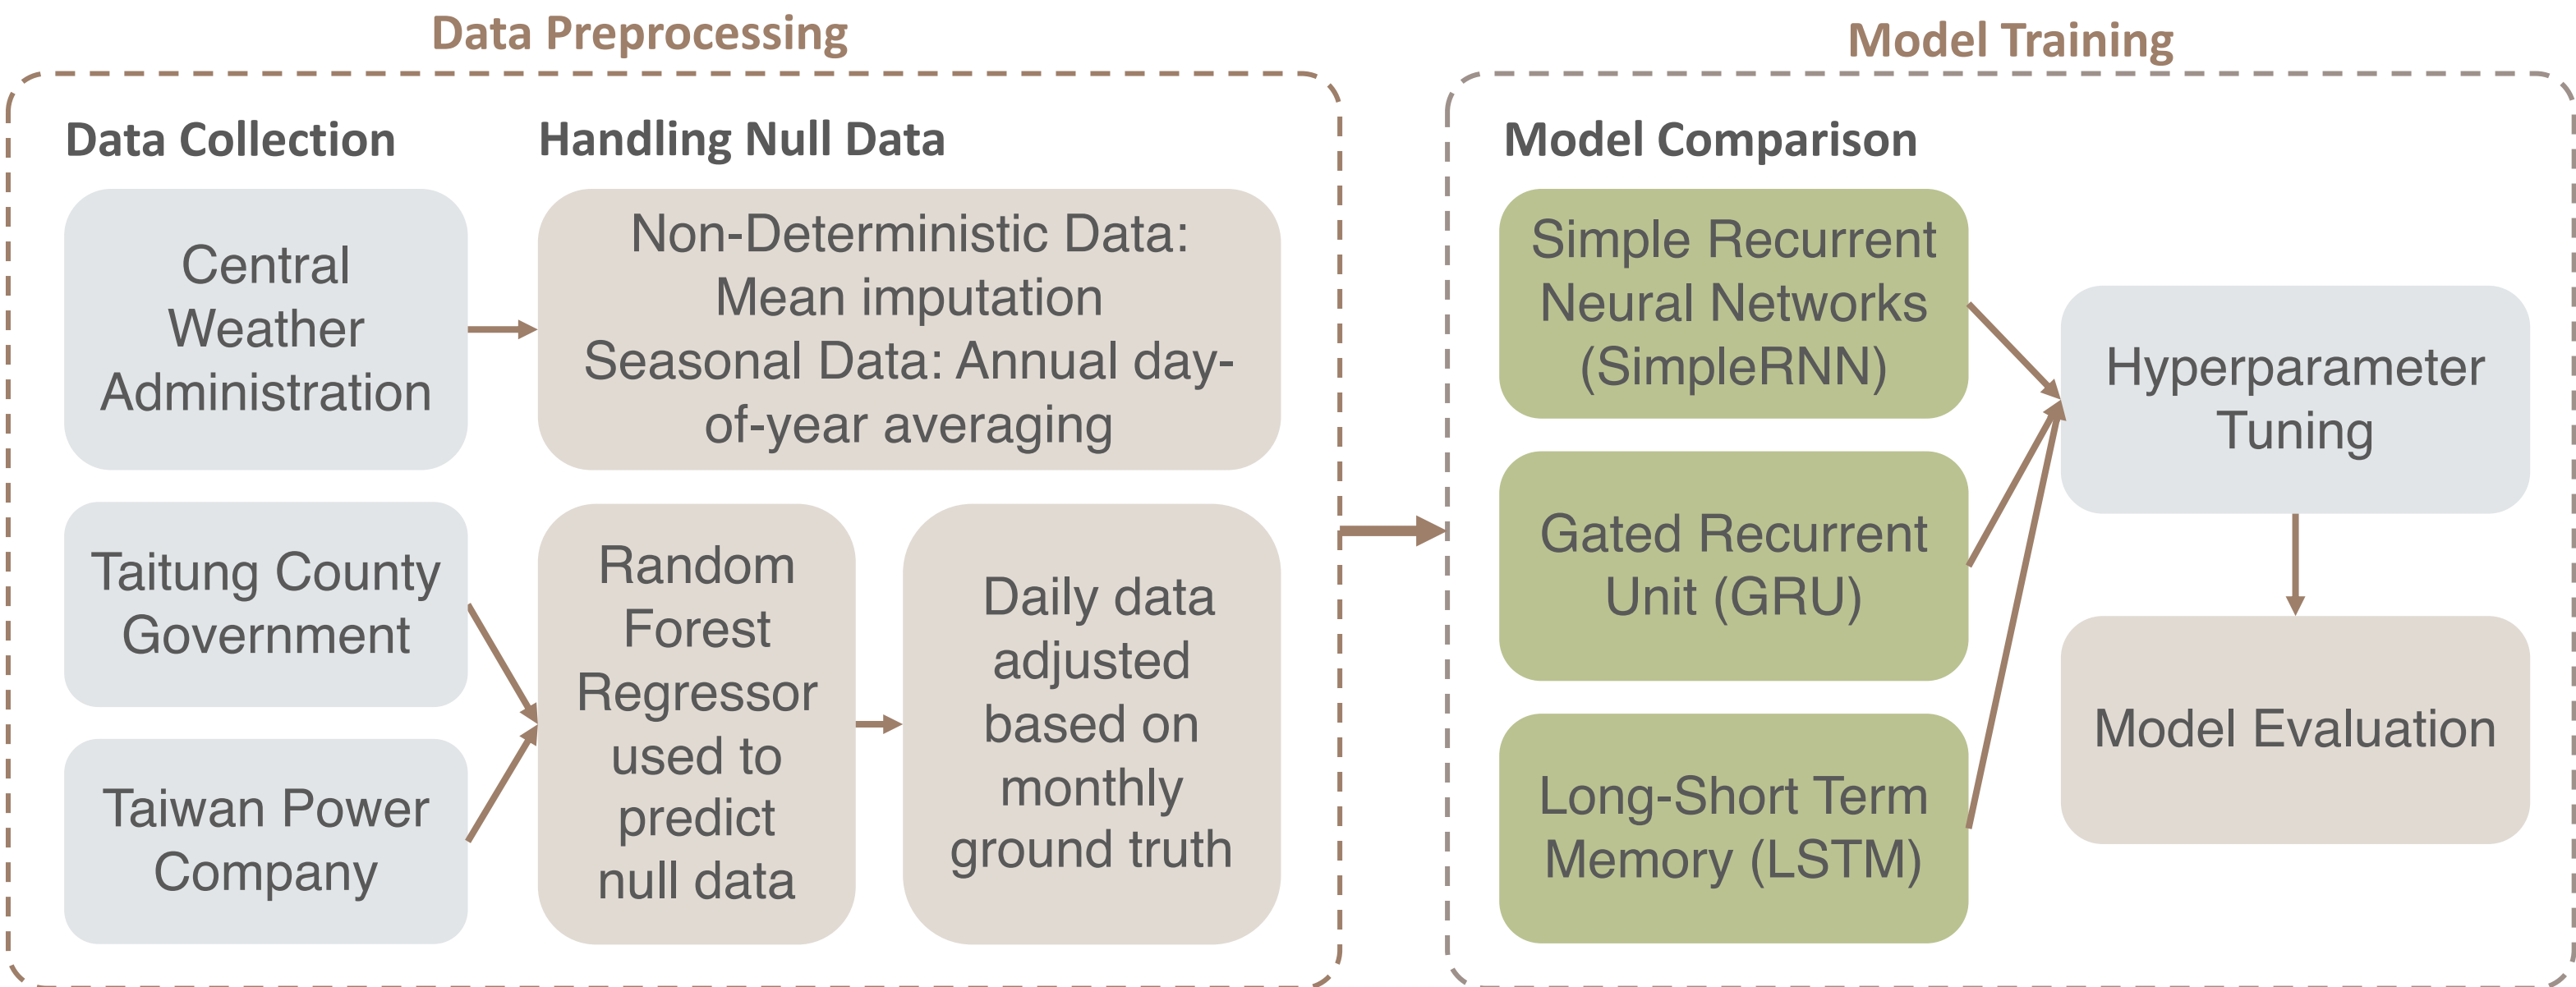 Data Preprocessing
Data Collection
Handling Null Data
Central
Weather
Administration
Non-Deterministic Data:
Mean imputation
Seasonal Data: Annual day-
of-year averaging
Taitung County
Government
Taiwan Power
Company
Random
Forest
Regressor
used to
predict
null data
Daily data
adjusted
based on
monthly
ground truth
Model Training
Model Comparison
Simple Recurrent
Neural Networks
(SimpleRNN)
Gated Recurrent
Unit (GRU)
Long-Short Term
Memory (LSTM)
Hyperparameter
Tuning
Model Evaluation